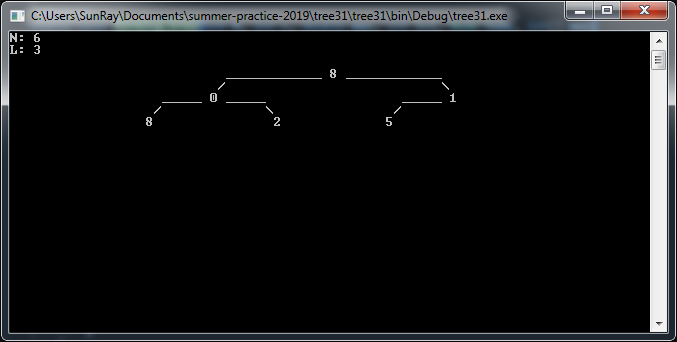 C:\Users\SunRay\Documents\summer-practice-2019\tree31\tree31\bin\Debug\tree31.exe
N: 6
L: 3
8
0 1
8 2 5